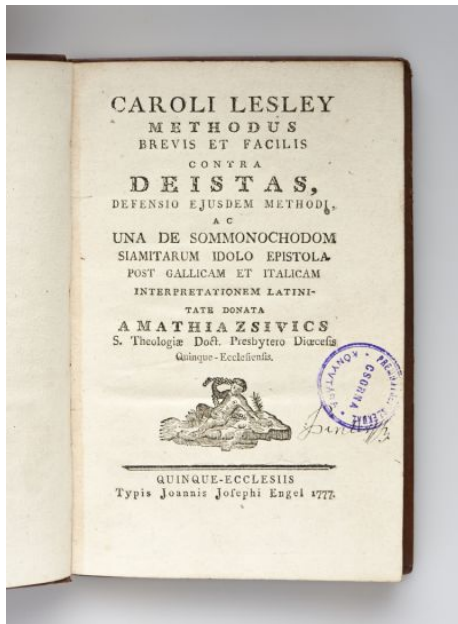 CAROLI LESLEY
METHODUS
BREVIS ET FACILIS
CONTRA
DEISTAS,
DEFENSIO EJUSDEM METHODI,
AC
UNA DE SOMMONOCHODOM
SIAMITARUM IDOLO EPISTOLA
POST GALLICAM ET ITALICAM
INTERPRETATIONEM LATINI-
TATE DONATA
A MATHIA ZSIVICS
S. Theologiæ Doct. Presbytero Diœcesis
Quinque-Ecclesiensis.
KÖNYVTÁRA
CSORNA
QUINQUE-ECCLESIIS
Typis Joannis Josephi Engel 1777.